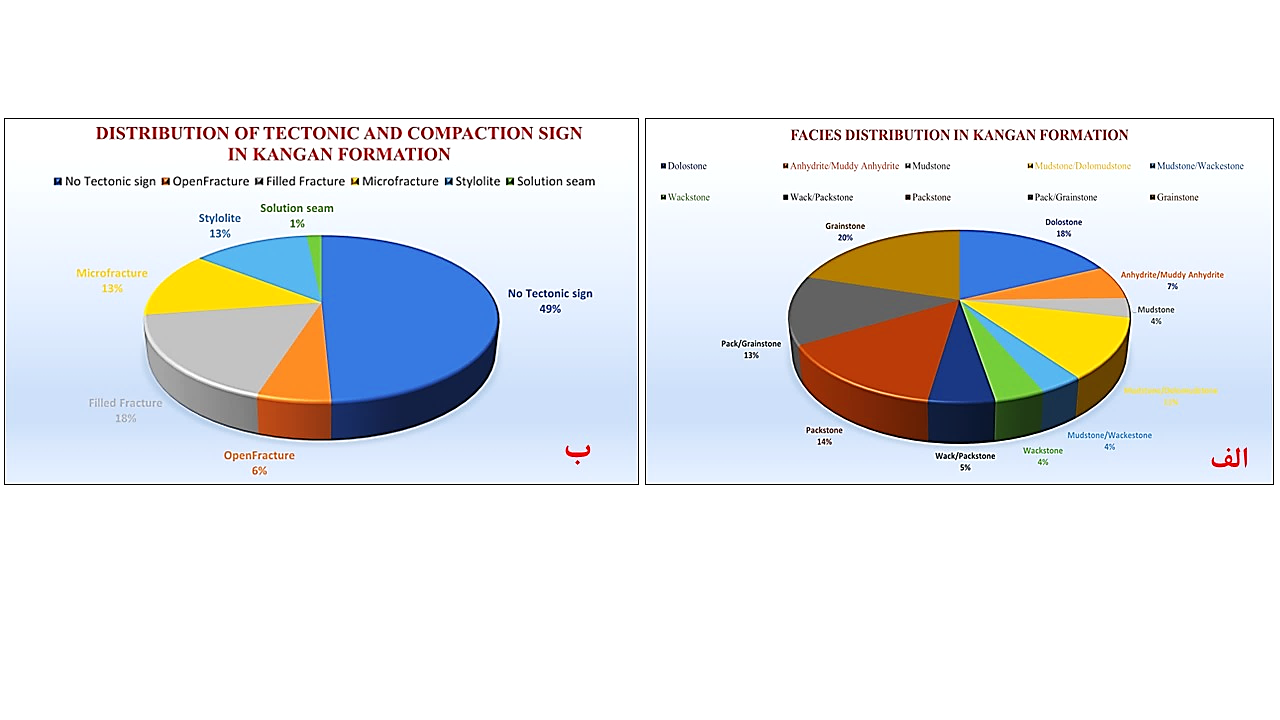 DISTRIBUTION OF TECTONIC AND COMPACTION SIGN
IN KANGAN FORMATION
No Tectonic sign OpenFracture Filled Fracture Microfracture Stylolite Solution seam
Solution seam
1%
Stylolite
13%
Microfracture
13%
No Tectonic sign
49%
Filled Fracture
18%
OpenFracture
6%
ب
FACIES DISTRIBUTION IN KANGAN FORMATION
Dolostone Anhydrite/Muddy Anhydrite Mudstone Mudstone/Dolomudstone Mudstone/Wackestone
Wackstone Wack/Packstone Packstone Pack/Grainstone Grainstone
Grainstone
20%
Dolostone
18%
Anhydrite/Muddy Anhydrite
7%
Mudstone
4%
Pack/Grainstone
13%
Mudstone/Dolomudstone
Packstone
14%
Mudstone/Wackestone
4%
Wackstone
4%
Wack/Packstone
5%
الف